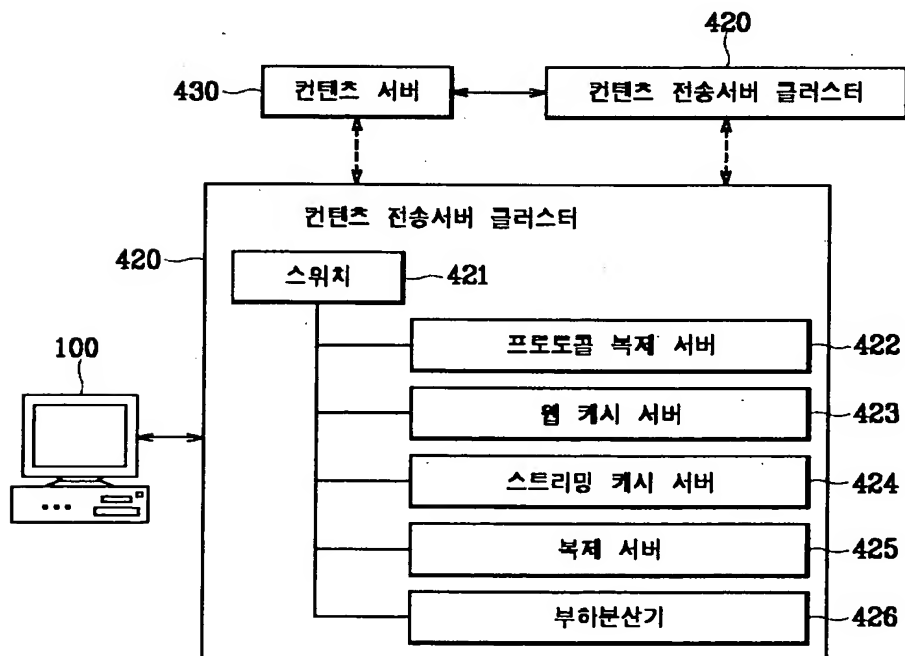 420
430 컨텐츠 서버
컨텐츠 전송서버 클러스터
컨텐츠 전송서버 클러스터
420
스위치 421
프로토콜 복제 서버 422
100
웹 캐시 서버 423
스트리밍 캐시 서버 424
복제 서버 425
부하분산기 426